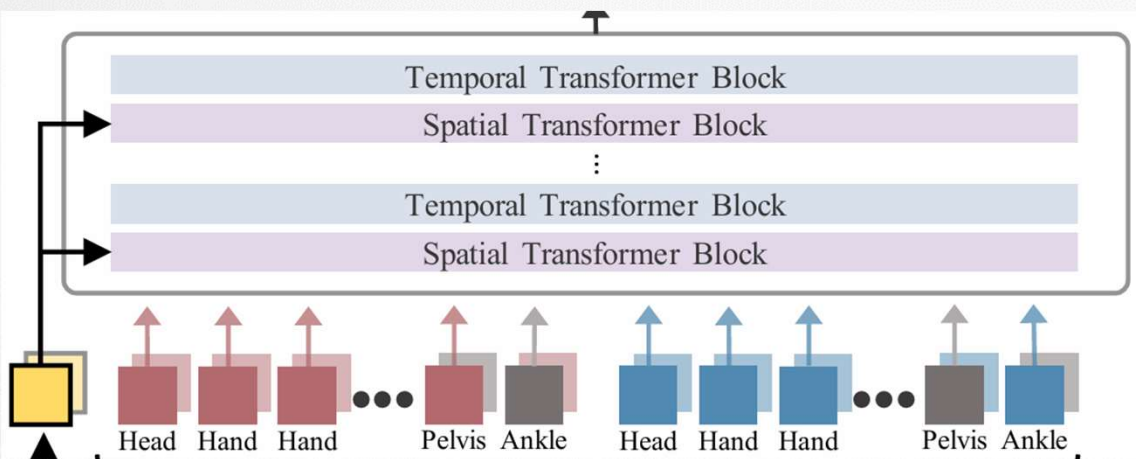 Temporal Transformer Block
Spatial Transformer Block
Temporal Transformer Block
Spatial Transformer Block
Head Hand Hand Pelvis Ankle Head Hand Hand Pelvis Ankle